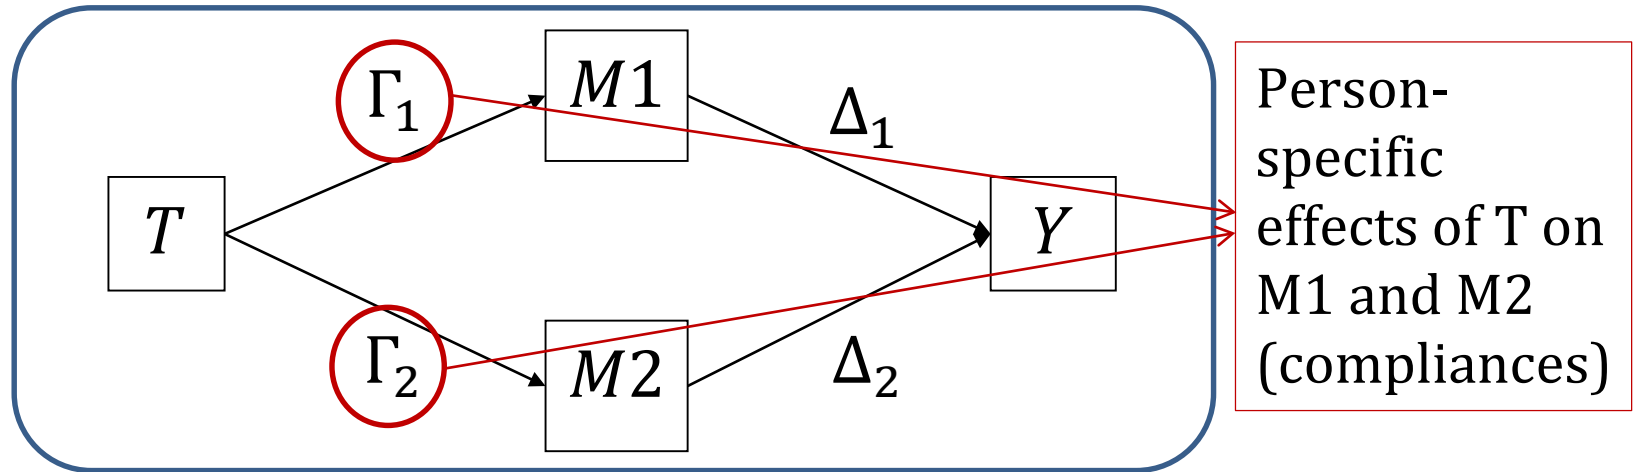 Γ₁
M1
Δ₁
T
Y
Γ₂
M2
Δ₂
Person-
specific
effects of T on
M1 and M2
(compliances)